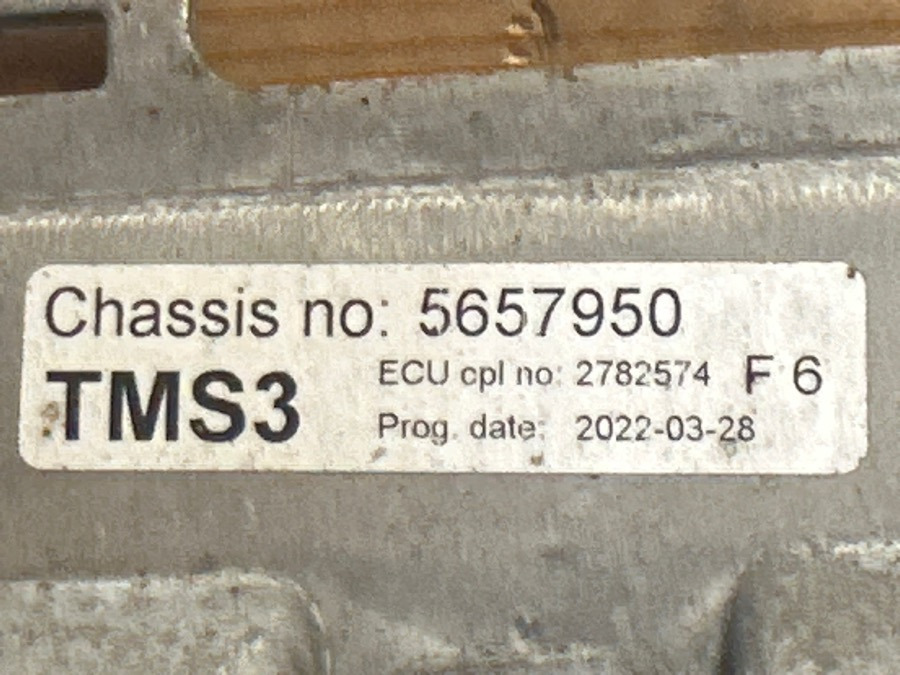 Chassis no: 5657950
TMS3
ECU cpl no: 2782574 F 6
Prog. date: 2022-03-28